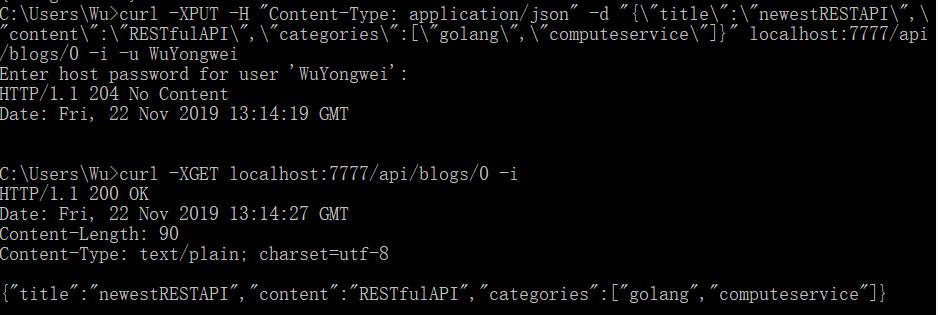 C:\Users\Wu>curl -XPUT -H "Content-Type: application/json" -d "{\"title\":\"newestRESTAPI\",\
"content\":\"RESTfulAPI\",\"categories\":[\"golang\",\"computeservice\"]}" localhost:7777/api
/blogs/0 -i -u WuYongwei
Enter host password for user 'WuYongwei':
HTTP/1.1 204 No Content
Date: Fri, 22 Nov 2019 13:14:19 GMT
C:\Users\Wu>curl -XGET localhost:7777/api/blogs/0 -i
HTTP/1.1 200 OK
Date: Fri, 22 Nov 2019 13:14:27 GMT
Content-Length: 90
Content-Type: text/plain; charset=utf-8
{"title":"newestRESTAPI","content":"RESTfulAPI","categories":["golang","computeservice"]}